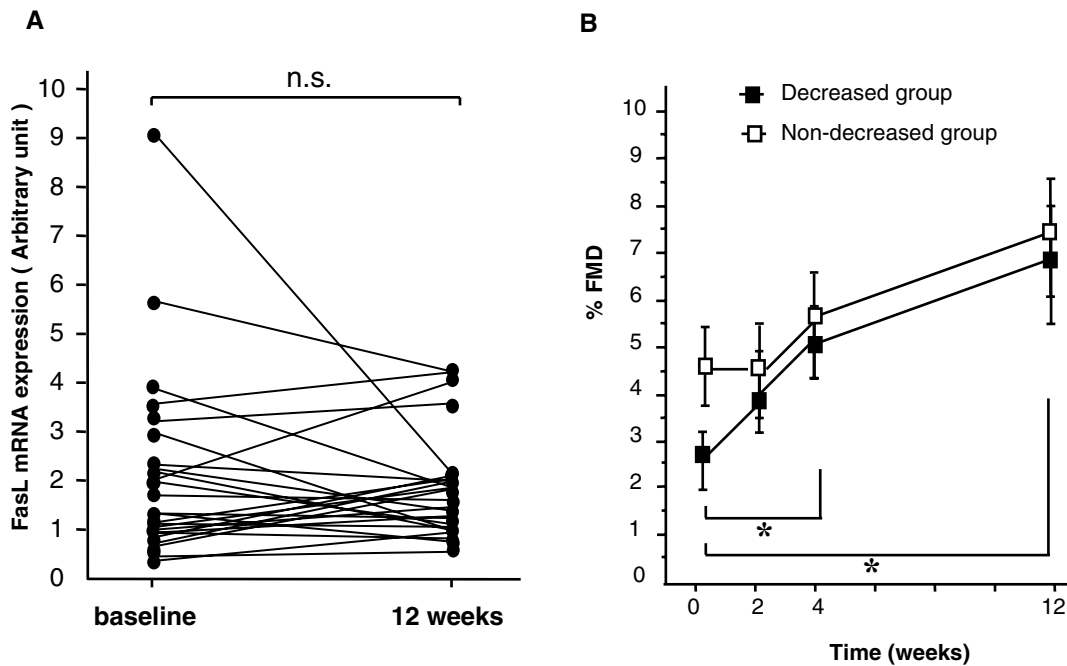 A
FasL mRNA expression ( Arbitrary unit )
10
9
8
7
6
5
4
3
2
1
0
n.s.
baseline 12 weeks
B
% FMD
10
9
8
7
6
5
4
3
2
1
0
Decreased group
Non-decreased group
*
*
0 2 4 12
Time (weeks)